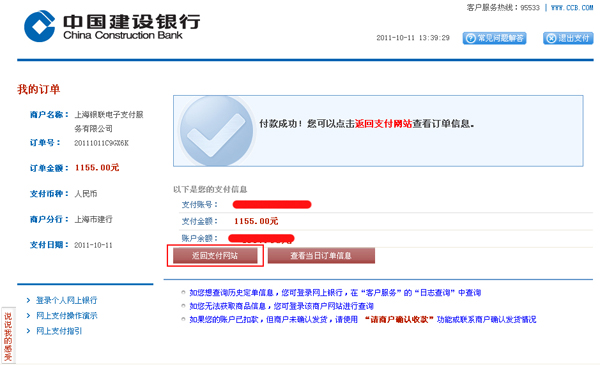 客户服务热线：95533 | WWW.CCB.COM
中国建设银行
China Construction Bank
2011-10-11 13:39:29 常见问题解答 退出支付
我的订单
商户名称： 上海银联电子支付服
务有限公司
订单号： 20111011C9GX6K
订单金额： 1155.00元
支付币种： 人民币
商户分行： 上海市建行
支付日期： 2011-10-11
付款成功！您可以点击返回支付网站查看订单信息。
以下是您的支付信息
支付账号：
支付金额： 1155.00元
账户余额：
返回支付网站 查看当日订单信息
登录个人网上银行
网上支付操作演示
网上支付指引
如您想查询历史定单信息，您可登录网上银行，在“客户服务”的“日志查询”中查询
如您无法获取商品信息，您可登录该商户网站进行查询
如果您的账户已扣款，但商户未确认发货，请使用 “请商户确认收款”功能或联系商户确认发货情况
说说我的感受